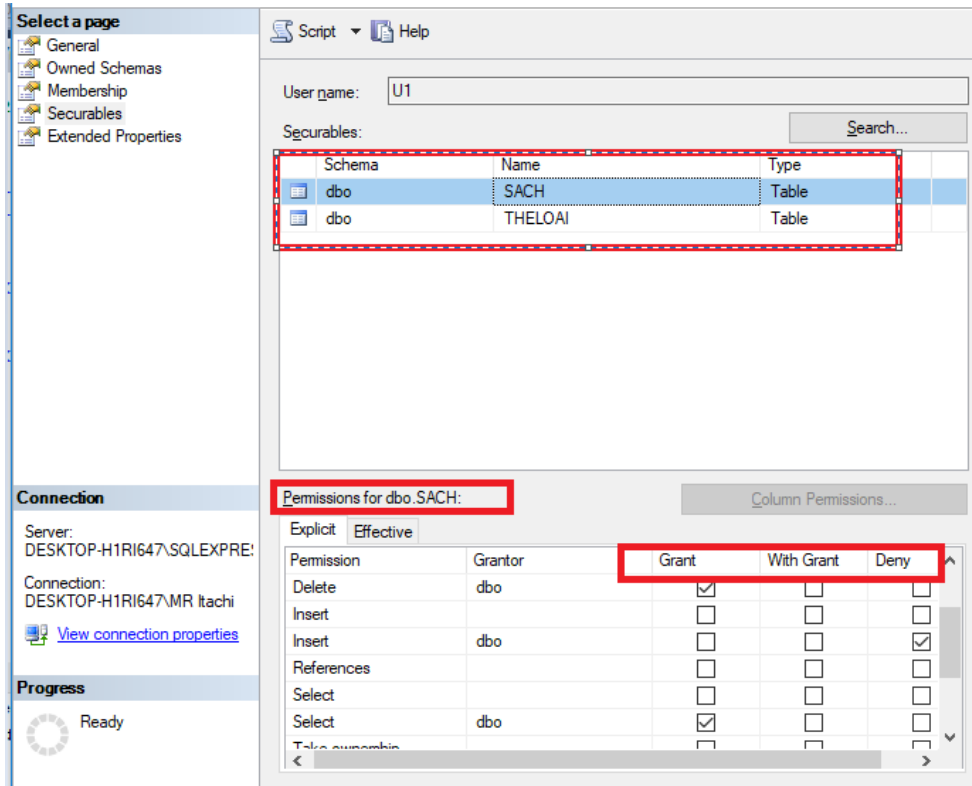 Select a page
General
Owned Schemas
Membership
Securables
Extended Properties
Script Help
User name: U1
Securables:
Search...
Schema Name Type
dbo SACH Table
dbo THELOAI Table
Connection
Server:
DESKTOP-H1RI647\SQLEXPRE
Connection:
DESKTOP-H1RI647\MR Itachi
View connection properties
Progress
Ready
Permissions for dbo.SACH:
Column Permissions...
Explicit Effective
Permission Grantor Grant With Grant Deny
Delete dbo
Insert
Insert dbo
References
Select
Select dbo
Take ownership